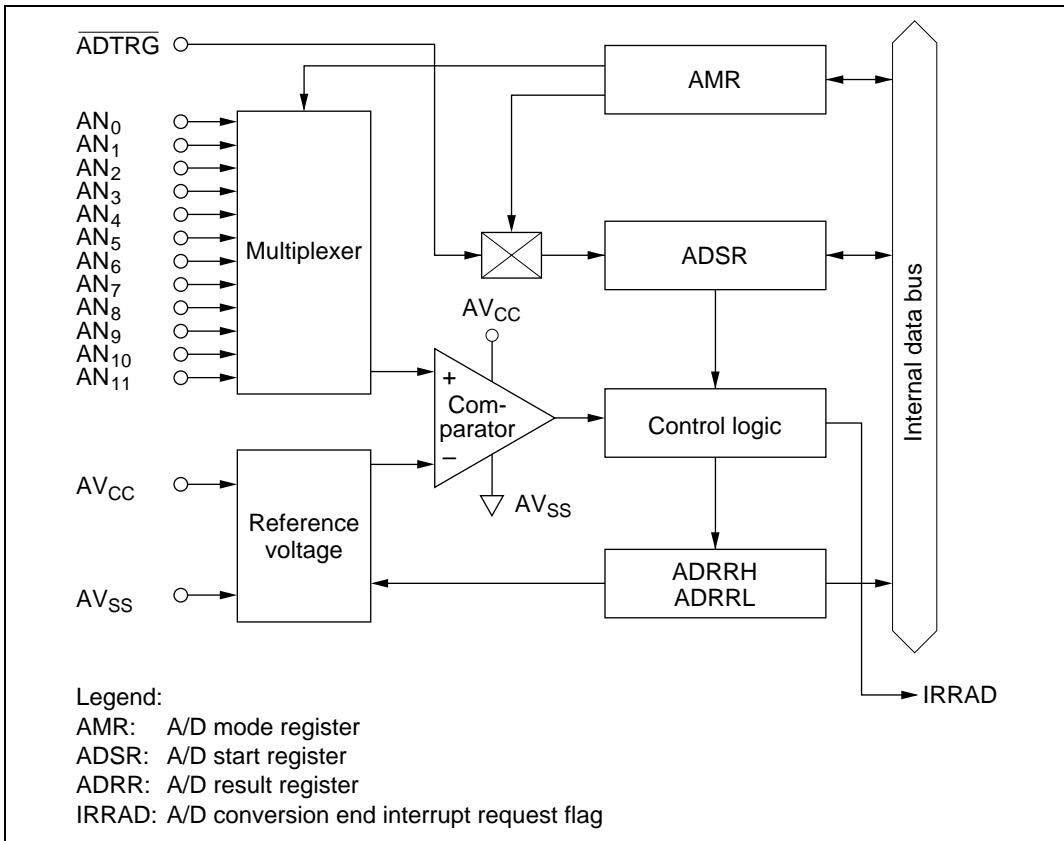 ADTRG
AMR
AN0
AN1
AN2
AN3
AN4
AN5
AN6
AN7
AN8
AN9
AN10
AN11
Multiplexer
ADSR
Internal data bus
AVCC
+
Com-
parator
−
AVSS
Control logic
AVCC
AVSS
Reference
voltage
ADRRH
ADRRL
IRRAD
Legend:
AMR: A/D mode register
ADSR: A/D start register
ADRR: A/D result register
IRRAD: A/D conversion end interrupt request flag